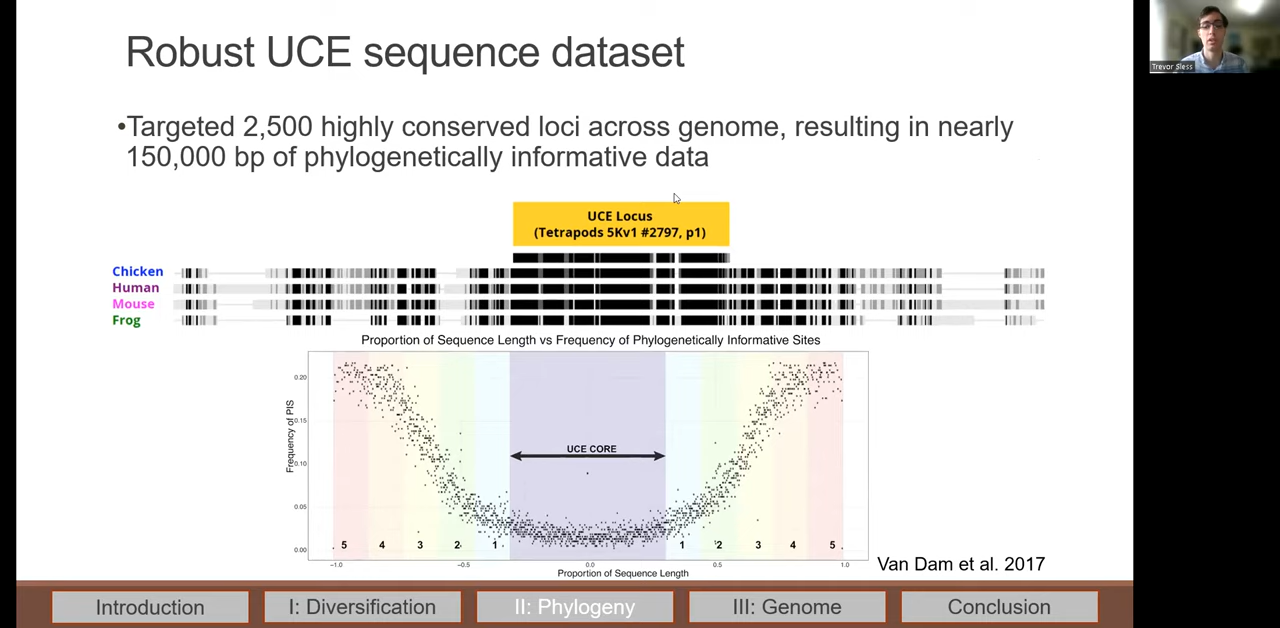 Robust UCE sequence dataset
Trevor Sless
•Targeted 2,500 highly conserved loci across genome, resulting in nearly
150,000 bp of phylogenetically informative data
UCE Locus
(Tetrapods 5Kv1 #2797, p1)
Chicken
Human
Mouse
Frog
Proportion of Sequence Length vs Frequency of Phylogenetically Informative Sites
Frequency of PIS
0.20
0.15
0.10
0.05
0.00
UCE CORE
5 4 3 2 1 1 2 3 4 5
−1.0 −0.5 0.0 0.5 1.0
Proportion of Sequence Length
Van Dam et al. 2017
Introduction I: Diversification II: Phylogeny III: Genome Conclusion